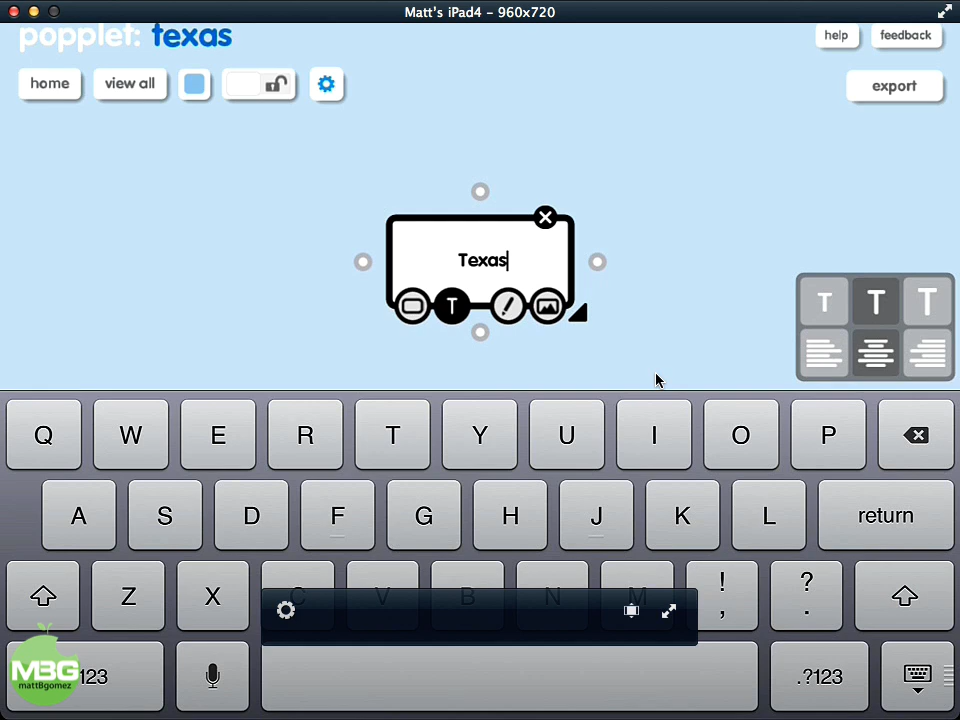 Matt's iPad4 - 960x720
popplet: texas
help
feedback
home
view all
export
Texas
T
T T T
Q W E R T Y U I O P
A S D F G H J K L return
Z X C V B N M ! , ? .
123
.?123
MBG
mattBgomez